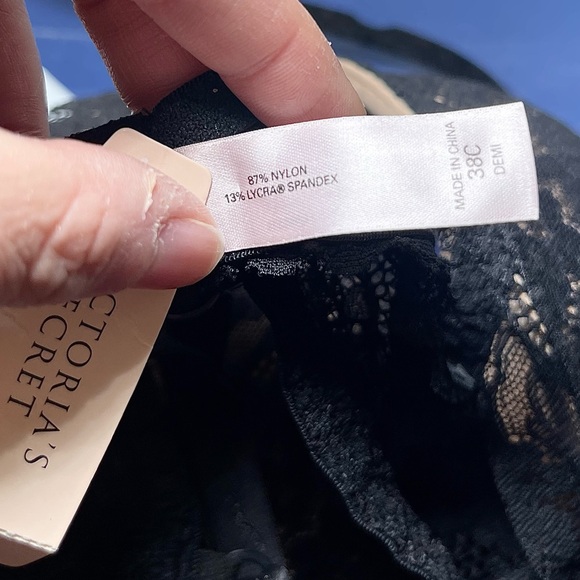 87% NYLON
13% LYCRA® SPANDEX
MADE IN CHINA
38C
DEMI
VICTORIA'S
SECRET